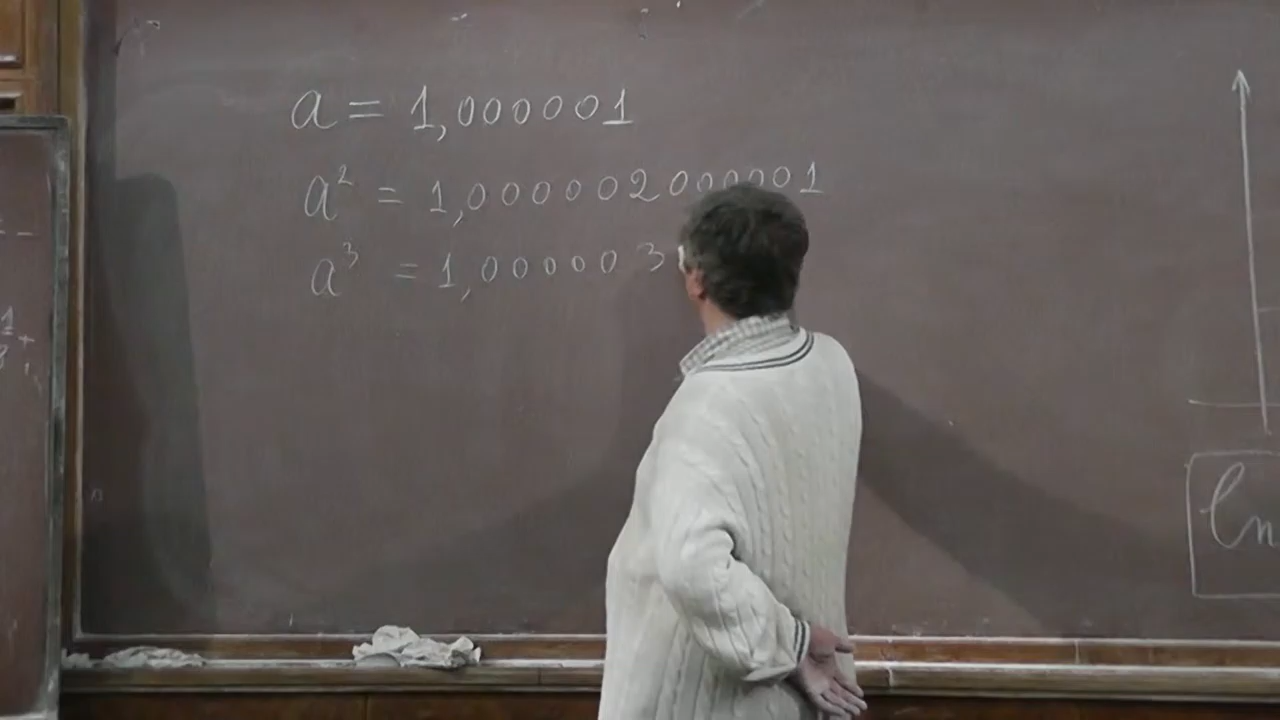 a = 1,000001
a² = 1,000002000001
a³ = 1,000003
ln